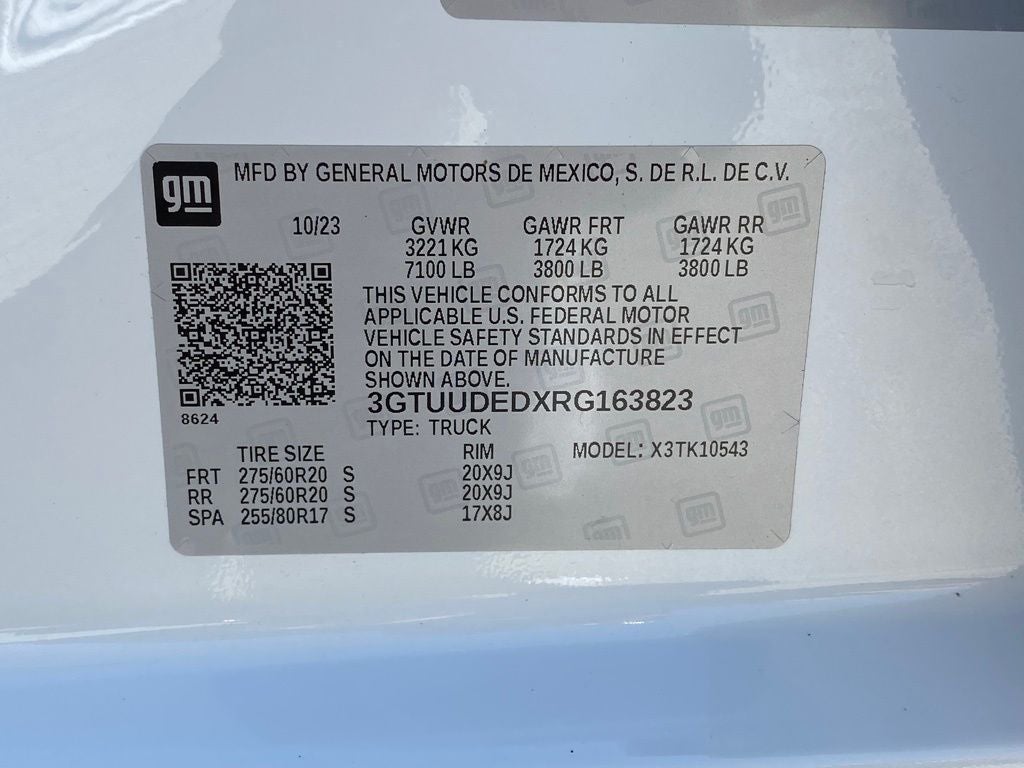 gm MFD BY GENERAL MOTORS DE MEXICO, S. DE R.L. DE C.V.
10/23 GVWR GAWR FRT GAWR RR
3221 KG 1724 KG 1724 KG
7100 LB 3800 LB 3800 LB
THIS VEHICLE CONFORMS TO ALL
APPLICABLE U.S. FEDERAL MOTOR
VEHICLE SAFETY STANDARDS IN EFFECT
ON THE DATE OF MANUFACTURE
SHOWN ABOVE.
3GTUUDEDXRG163823
8624
TYPE: TRUCK
TIRE SIZE RIM MODEL: X3TK10543
FRT 275/60R20 S 20X9J
RR 275/60R20 S 20X9J
SPA 255/80R17 S 17X8J